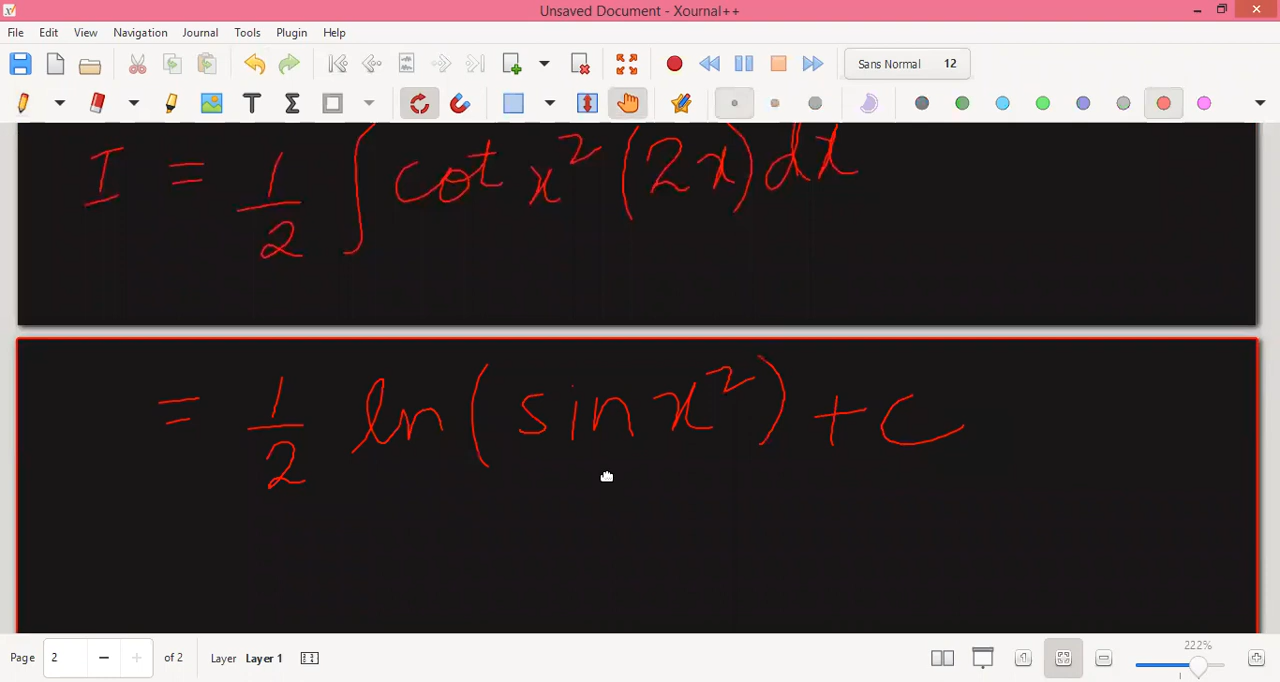 Unsaved Document - Xournal++
File Edit View Navigation Journal Tools Plugin Help
Sans Normal 12
I = 1/2 ∫ cot x² (2x) dx
= 1/2 ln(sin x²) + c
222%
Page 2 of 2 Layer Layer 1